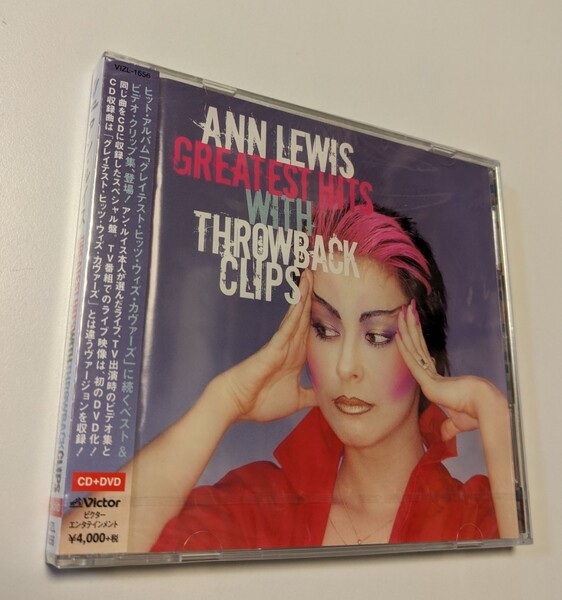 VIZL-1656
ヒット・アルバム「グレイテスト・ヒッツ・ウィズ・カヴァーズ」に続くベスト&
ビデオ・クリップ集、登場!アン・ルイス本人が選んだライブ、TV出演時のビデオ集と
同じ曲をCDに収録したスペシャル盤。TV番組でのライブ映像は、初のDVD化!
CD収録曲は「グレイテスト・ヒッツ・ウィズ・カヴァーズ」とは違うヴァージョンを収録!
CD+DVD
Victor
ビクター
エンタテインメント
¥4,000+税
ANN LEWIS
GREATEST HITS
WITH
THROWBACK
CLIPS